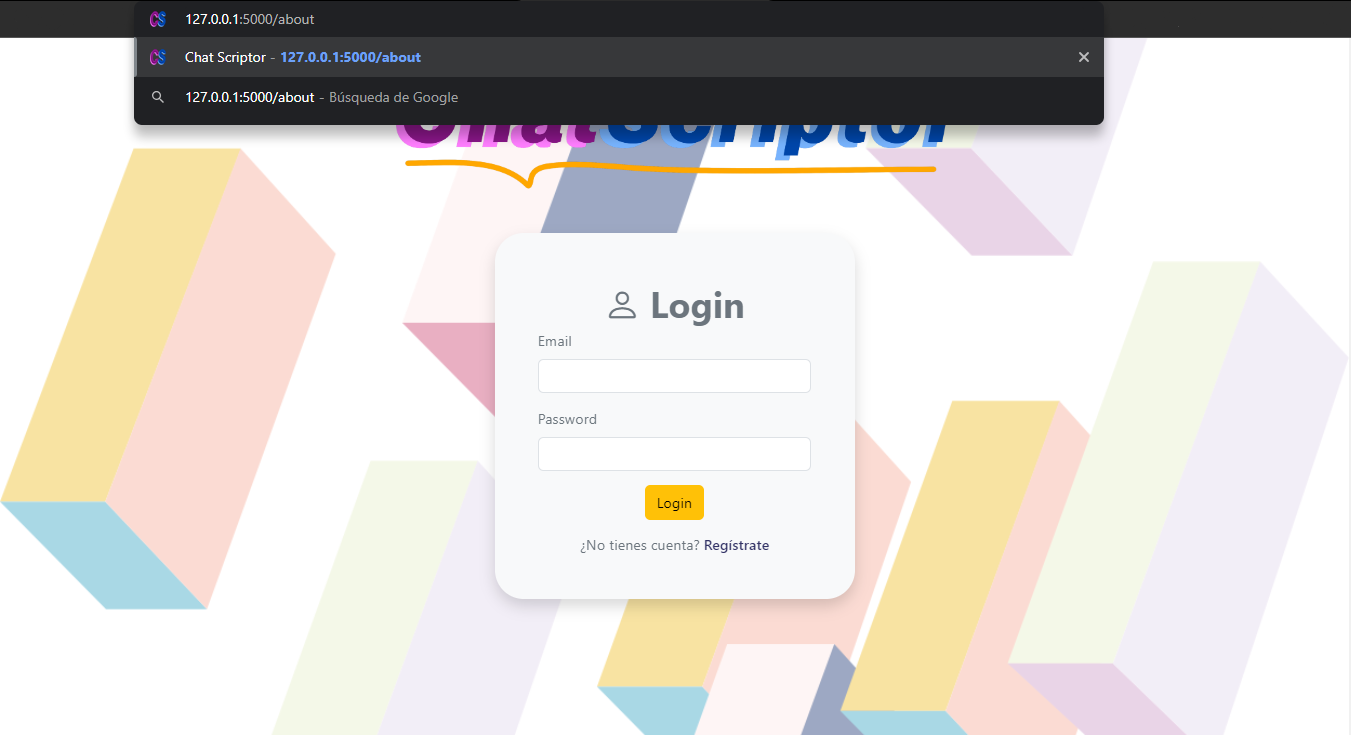 127.0.0.1:5000/about
Chat Scriptor - 127.0.0.1:5000/about
127.0.0.1:5000/about - Búsqueda de Google
ChatScriptor
Login
Email
Password
Login
¿No tienes cuenta? Regístrate